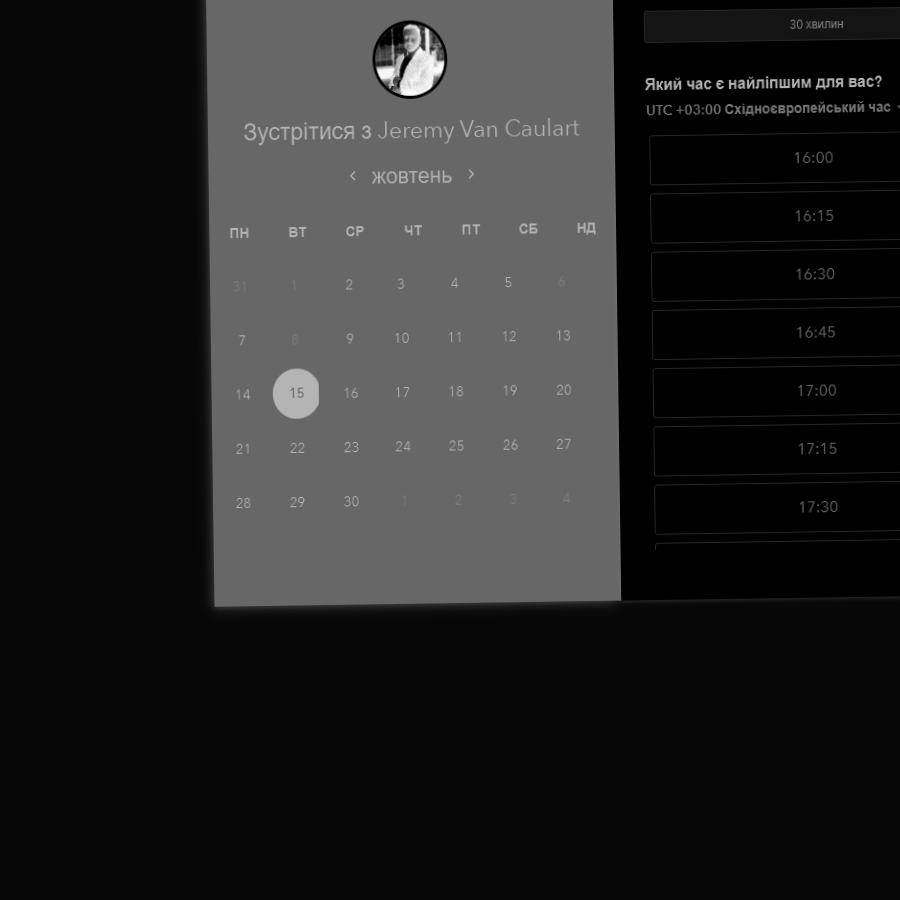 Зустрітися з Jeremy Van Caulart
‹ жовтень ›
ПН ВТ СР ЧТ ПТ СБ НД
31 1 2 3 4 5 6
7 8 9 10 11 12 13
14 15 16 17 18 19 20
21 22 23 24 25 26 27
28 29 30 1 2 3 4
30 хвилин
Який час є найліпшим для вас?
UTC +03:00 Східноєвропейський час
16:00
16:15
16:30
16:45
17:00
17:15
17:30